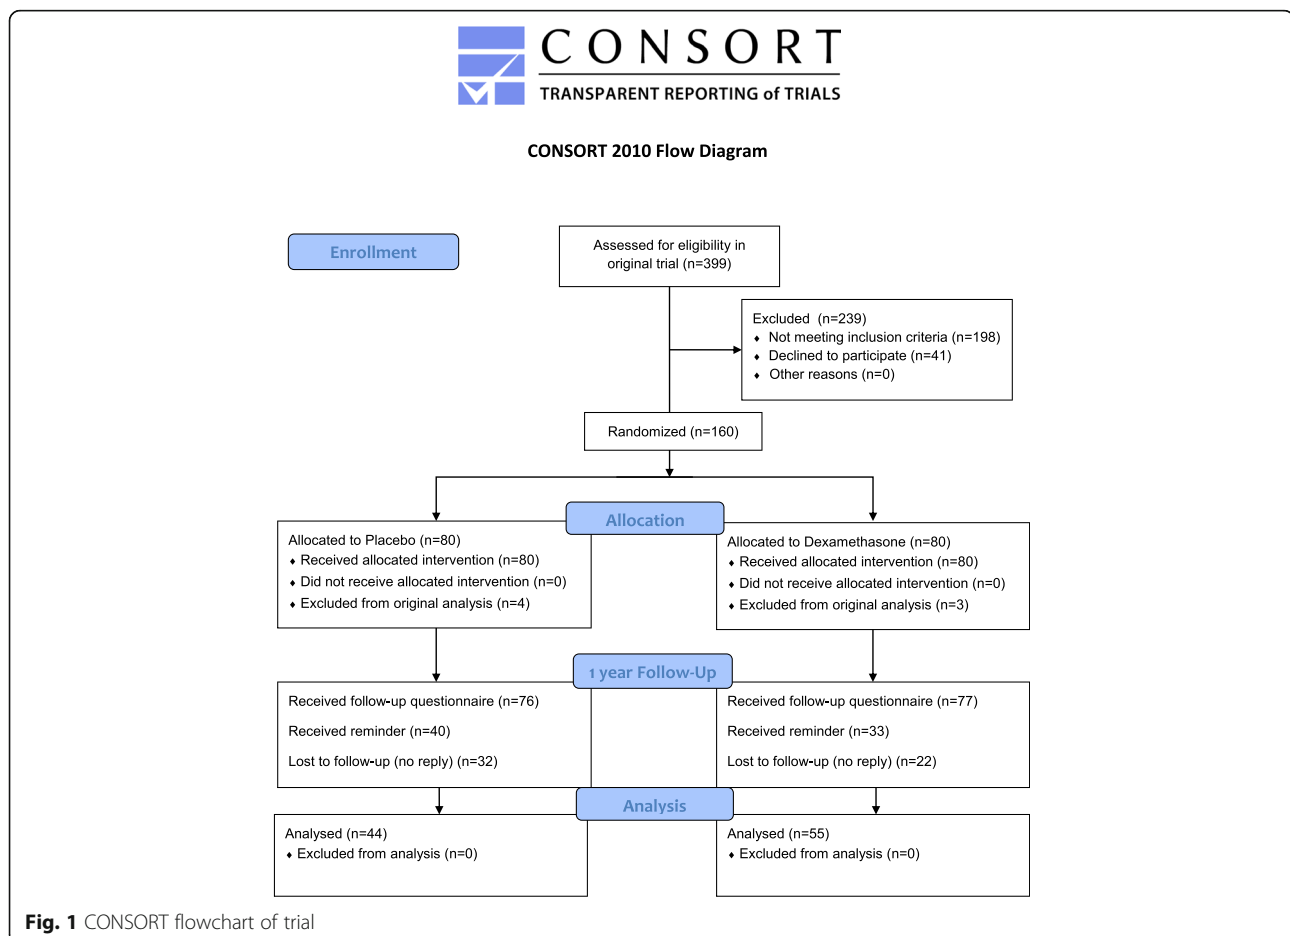 CONSORT
TRANSPARENT REPORTING of TRIALS
CONSORT 2010 Flow Diagram
Enrollment
Assessed for eligibility in
original trial (n=399)
Excluded (n=239)
♦ Not meeting inclusion criteria (n=198)
♦ Declined to participate (n=41)
♦ Other reasons (n=0)
Randomized (n=160)
Allocation
Allocated to Placebo (n=80)
♦ Received allocated intervention (n=80)
♦ Did not receive allocated intervention (n=0)
♦ Excluded from original analysis (n=4)
Allocated to Dexamethasone (n=80)
♦ Received allocated intervention (n=80)
♦ Did not receive allocated intervention (n=0)
♦ Excluded from original analysis (n=3)
1 year Follow-Up
Received follow-up questionnaire (n=76)
Received reminder (n=40)
Lost to follow-up (no reply) (n=32)
Received follow-up questionnaire (n=77)
Received reminder (n=33)
Lost to follow-up (no reply) (n=22)
Analysis
Analysed (n=44)
♦ Excluded from analysis (n=0)
Analysed (n=55)
♦ Excluded from analysis (n=0)
Fig. 1 CONSORT flowchart of trial